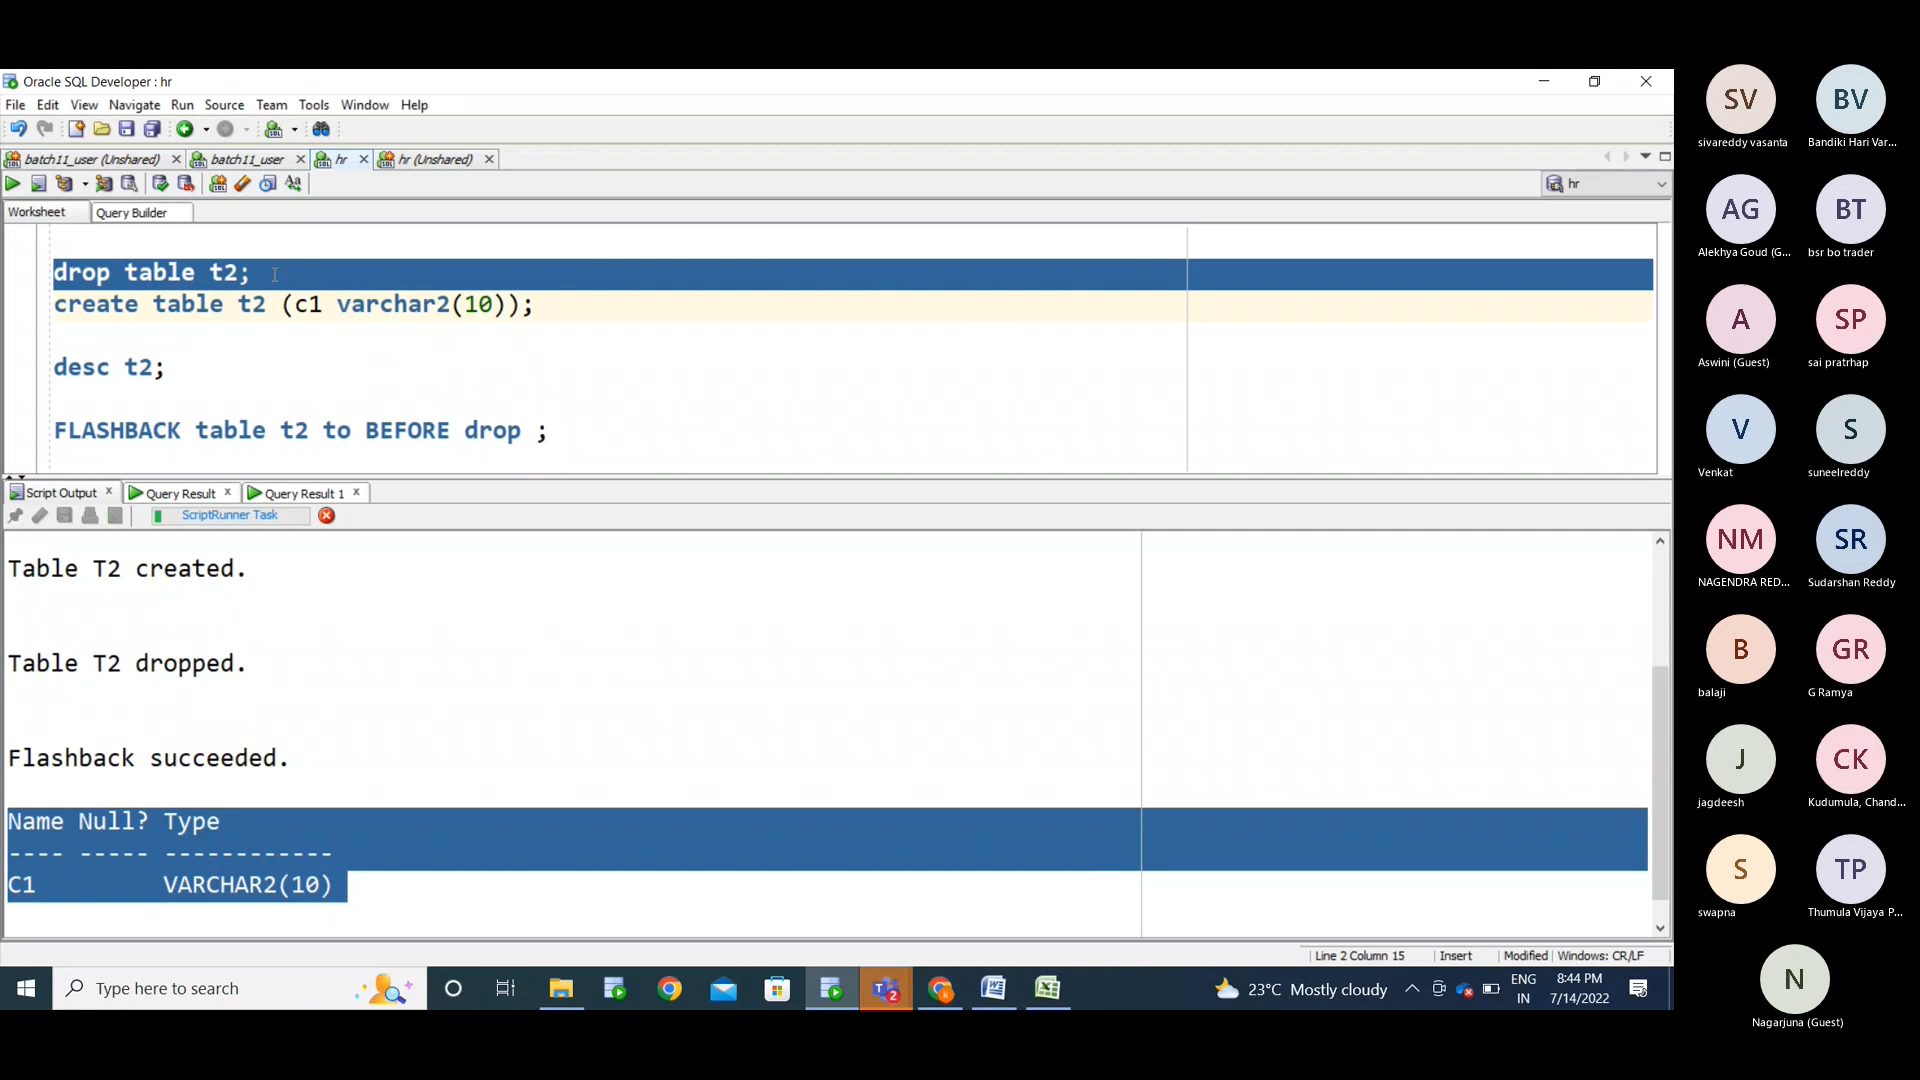 Oracle SQL Developer : hr
File Edit View Navigate Run Source Team Tools Window Help
batch11_user (Unshared) batch11_user hr hr (Unshared)
hr
Worksheet Query Builder
drop table t2;
create table t2 (c1 varchar2(10));
desc t2;
FLASHBACK table t2 to BEFORE drop ;
Script Output Query Result Query Result 1
ScriptRunner Task
Table T2 created.
Table T2 dropped.
Flashback succeeded.
Name Null? Type
---- ----- ------------
C1 VARCHAR2(10)
Line 2 Column 15 Insert Modified Windows: CR/LF
Type here to search
2
23°C Mostly cloudy
ENG
IN
8:44 PM
7/14/2022
SV BV
sivareddy vasanta Bandiki Hari Var...
AG BT
Alekhya Goud (G... bsr bo trader
A SP
Aswini (Guest) sai pratrhap
V S
Venkat suneelreddy
NM SR
NAGENDRA RED... Sudarshan Reddy
B GR
balaji G Ramya
J CK
jagdeesh Kudumula, Chand...
S TP
swapna Thumula Vijaya P...
N
Nagarjuna (Guest)